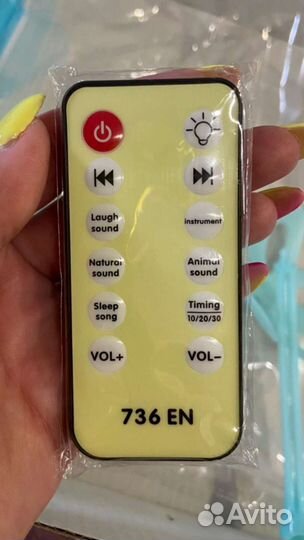 Laugh
sound
instrument
Natural
sound
Animal
sound
Sleep
song
Timing
10/20/30
VOL+
VOL-
736 EN
Avito